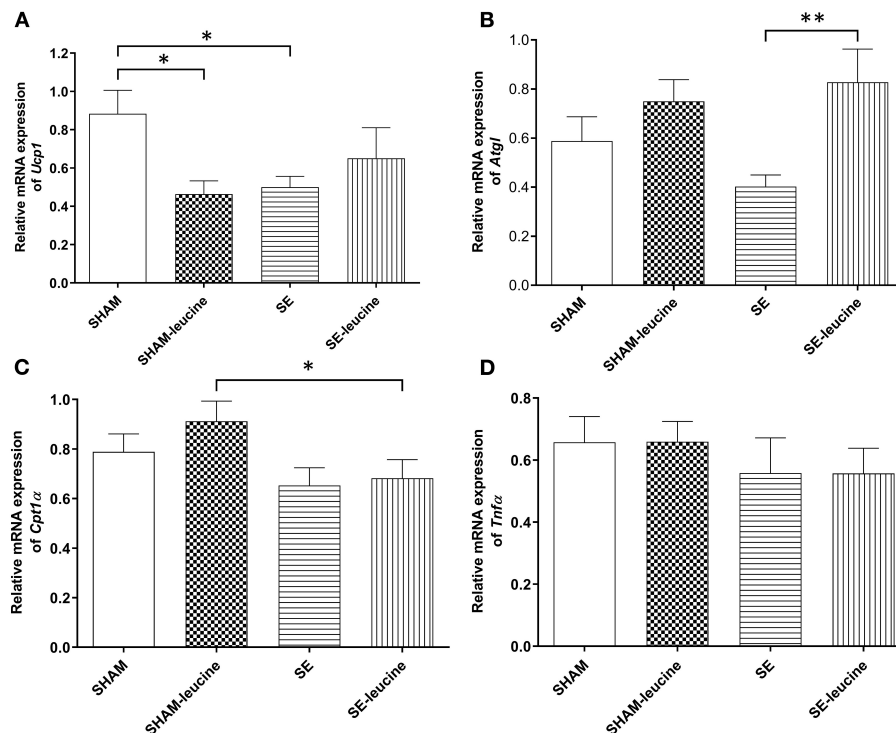 A
Relative mRNA expression
of Ucp1
1.2
1.0
0.8
0.6
0.4
0.2
0.0
*
*
SHAM
SHAM-leucine
SE
SE-leucine
B
Relative mRNA expression
of Atgl
1.0
0.8
0.6
0.4
0.2
0.0
**
SHAM
SHAM-leucine
SE
SE-leucine
C
Relative mRNA expression
of Cpt1α
1.0
0.8
0.6
0.4
0.2
0.0
*
SHAM
SHAM-leucine
SE
SE-leucine
D
Relative mRNA expression
of Tnfα
0.8
0.6
0.4
0.2
0.0
SHAM
SHAM-leucine
SE
SE-leucine